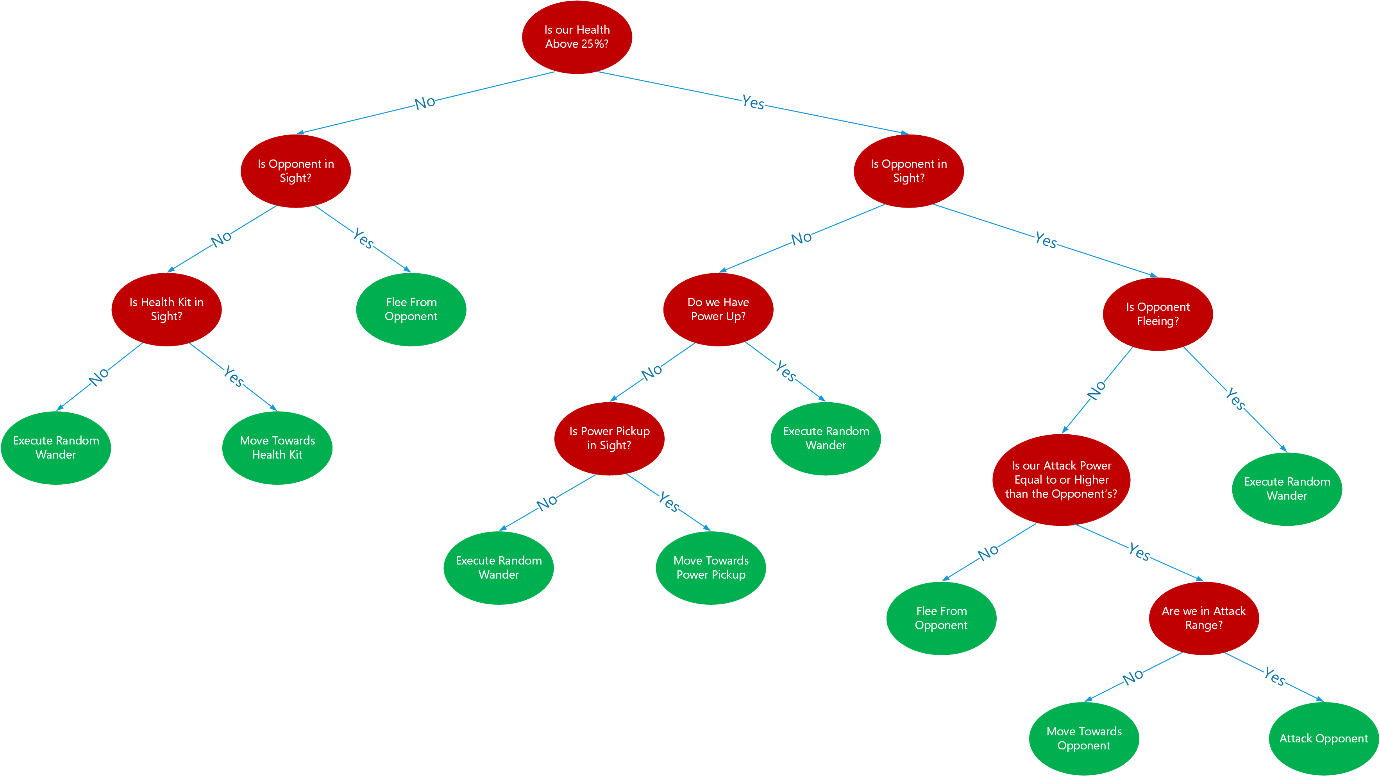 Is our Health
Above 25%?
No
Yes
Is Opponent in
Sight?
Is Opponent in
Sight?
No
Yes
No
Yes
Is Health Kit in
Sight?
Flee From
Opponent
Do we Have
Power Up?
Is Opponent
Fleeing?
No
Yes
No
Yes
No
Yes
Execute Random
Wander
Move Towards
Health Kit
Is Power Pickup
in Sight?
Execute Random
Wander
Is our Attack Power
Equal to or Higher
than the Opponent's?
Execute Random
Wander
No
Yes
No
Yes
Execute Random
Wander
Move Towards
Power Pickup
Flee From
Opponent
Are we in Attack
Range?
No
Yes
Move Towards
Opponent
Attack Opponent